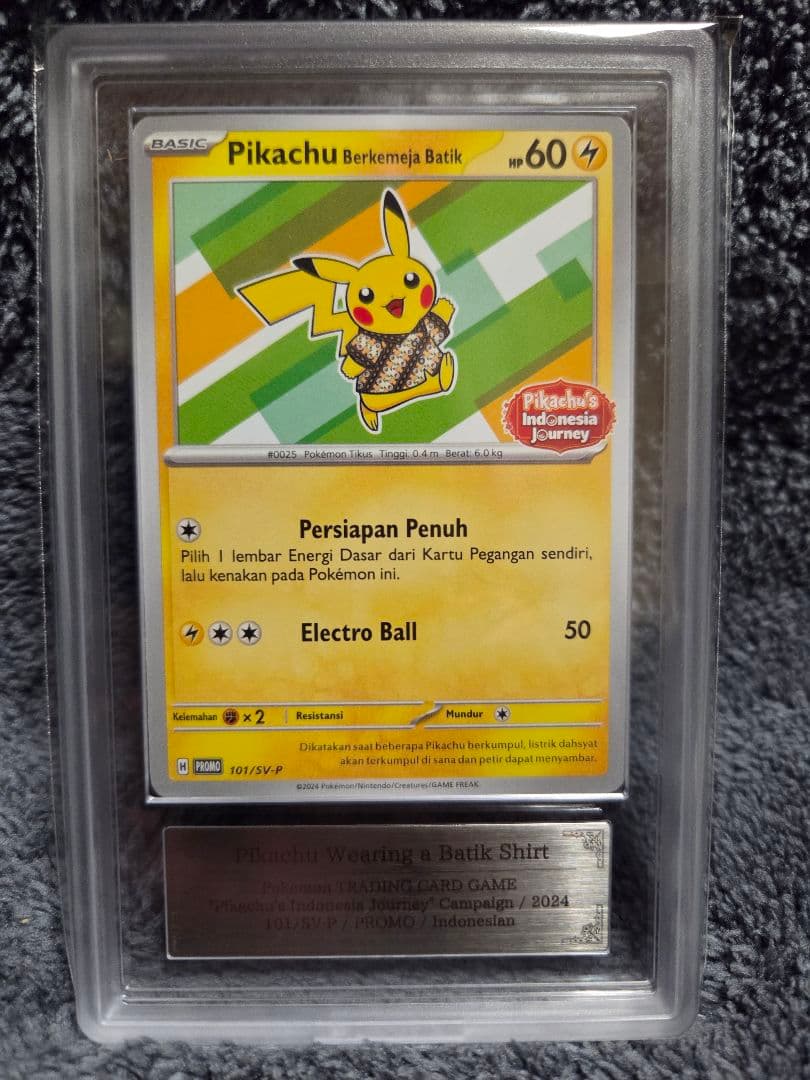 BASIC Pikachu Berkemeja Batik HP 60
Pikachu's
Indonesia
Journey
#0025 Pokémon Tikus Tinggi: 0.4 m Berat: 6.0 kg
Persiapan Penuh
Pilih 1 lembar Energi Dasar dari Kartu Pegangan sendiri,
lalu kenakan pada Pokémon ini.
Electro Ball 50
Kelemahan ×2 Resistansi Mundur
Dikatakan saat beberapa Pikachu berkumpul, listrik dahsyat
akan terkumpul di sana dan petir dapat menyambar.
H PROMO 101/SV-P
©2024 Pokémon/Nintendo/Creatures/GAME FREAK
Pikachu Wearing a Batik Shirt
Pokémon TRADING CARD GAME
"Pikachu's Indonesia Journey" Campaign / 2024
101/SV-P / PROMO / Indonesian